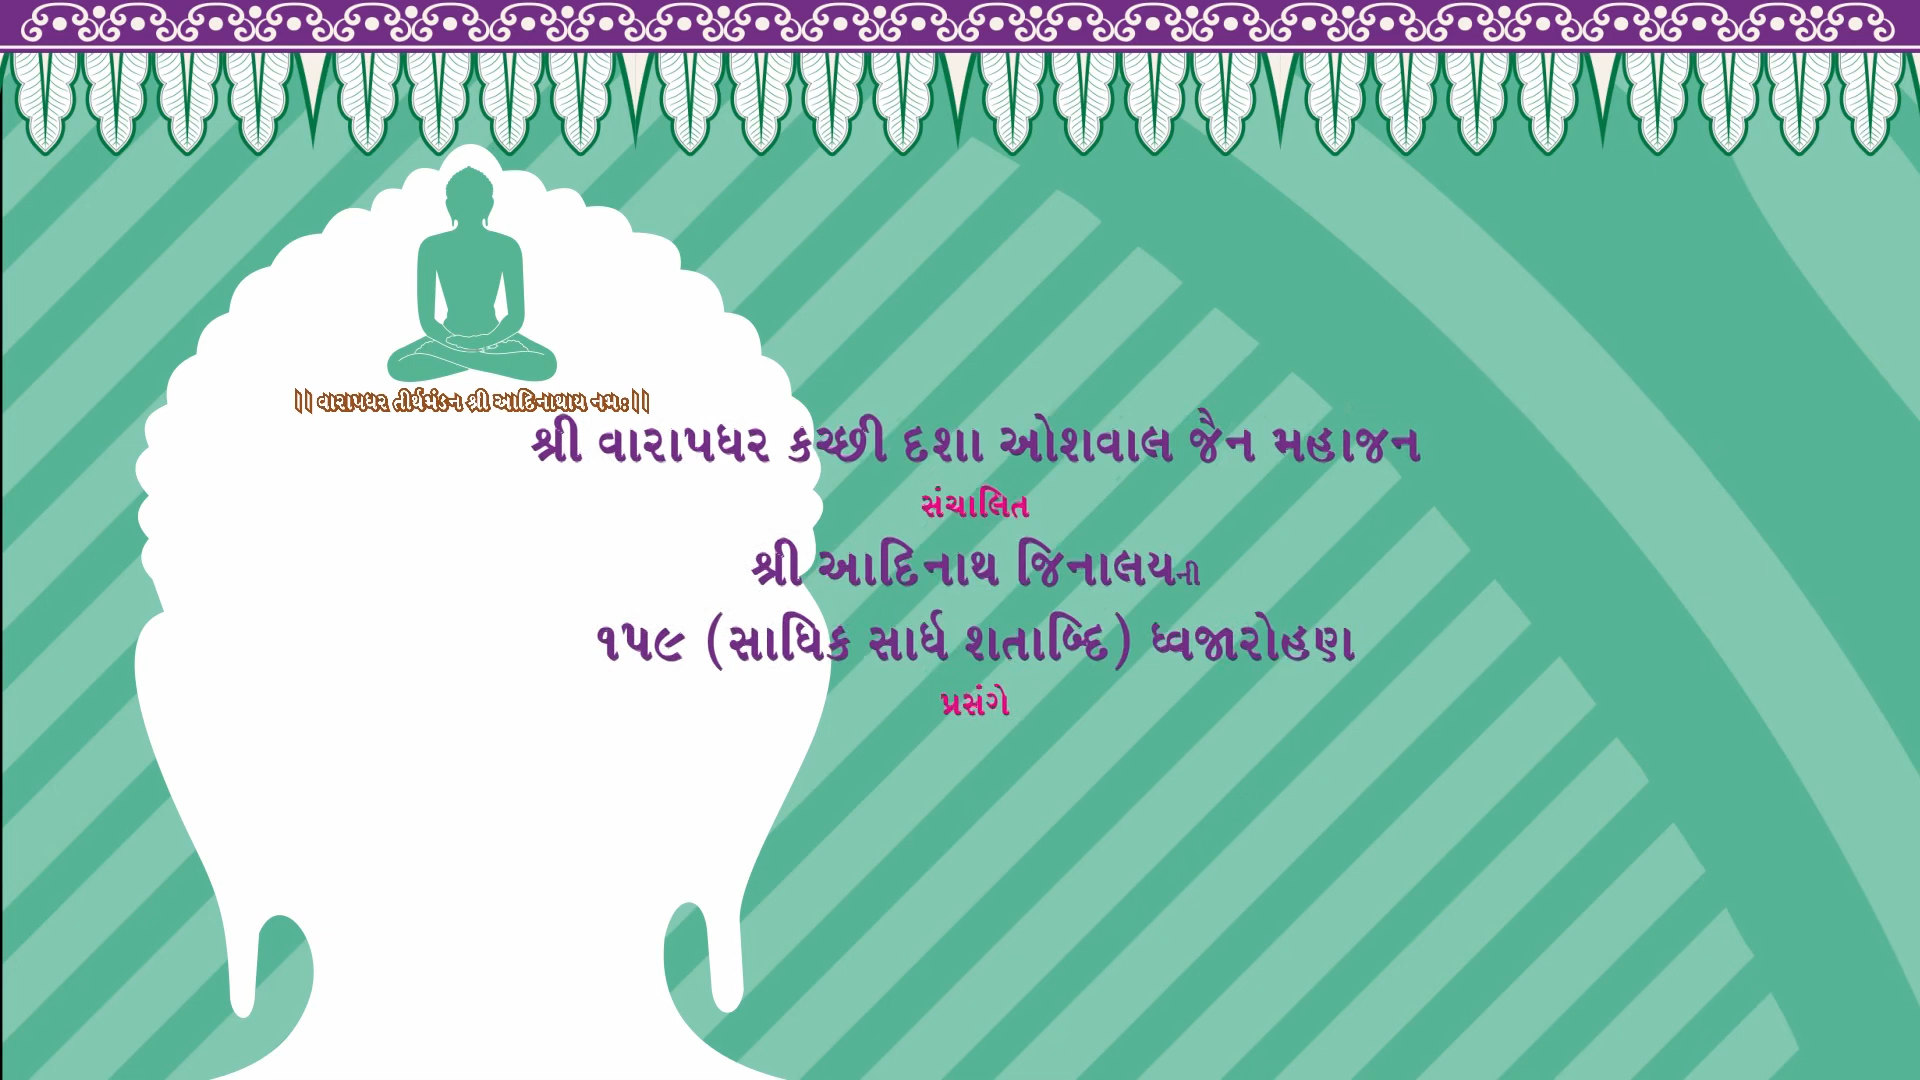 || વારાપધર તીર્થમંડન શ્રી આદિનાથાય નમઃ ||
શ્રી વારાપધર કચ્છી દશા ઓશવાલ જૈન મહાજન
સંચાલિત
શ્રી આદિનાથ જિનાલયની
૧૫૯ (સાધિક સાર્ધ શતાબ્દિ) ધ્વજારોહણ
પ્રસંગે